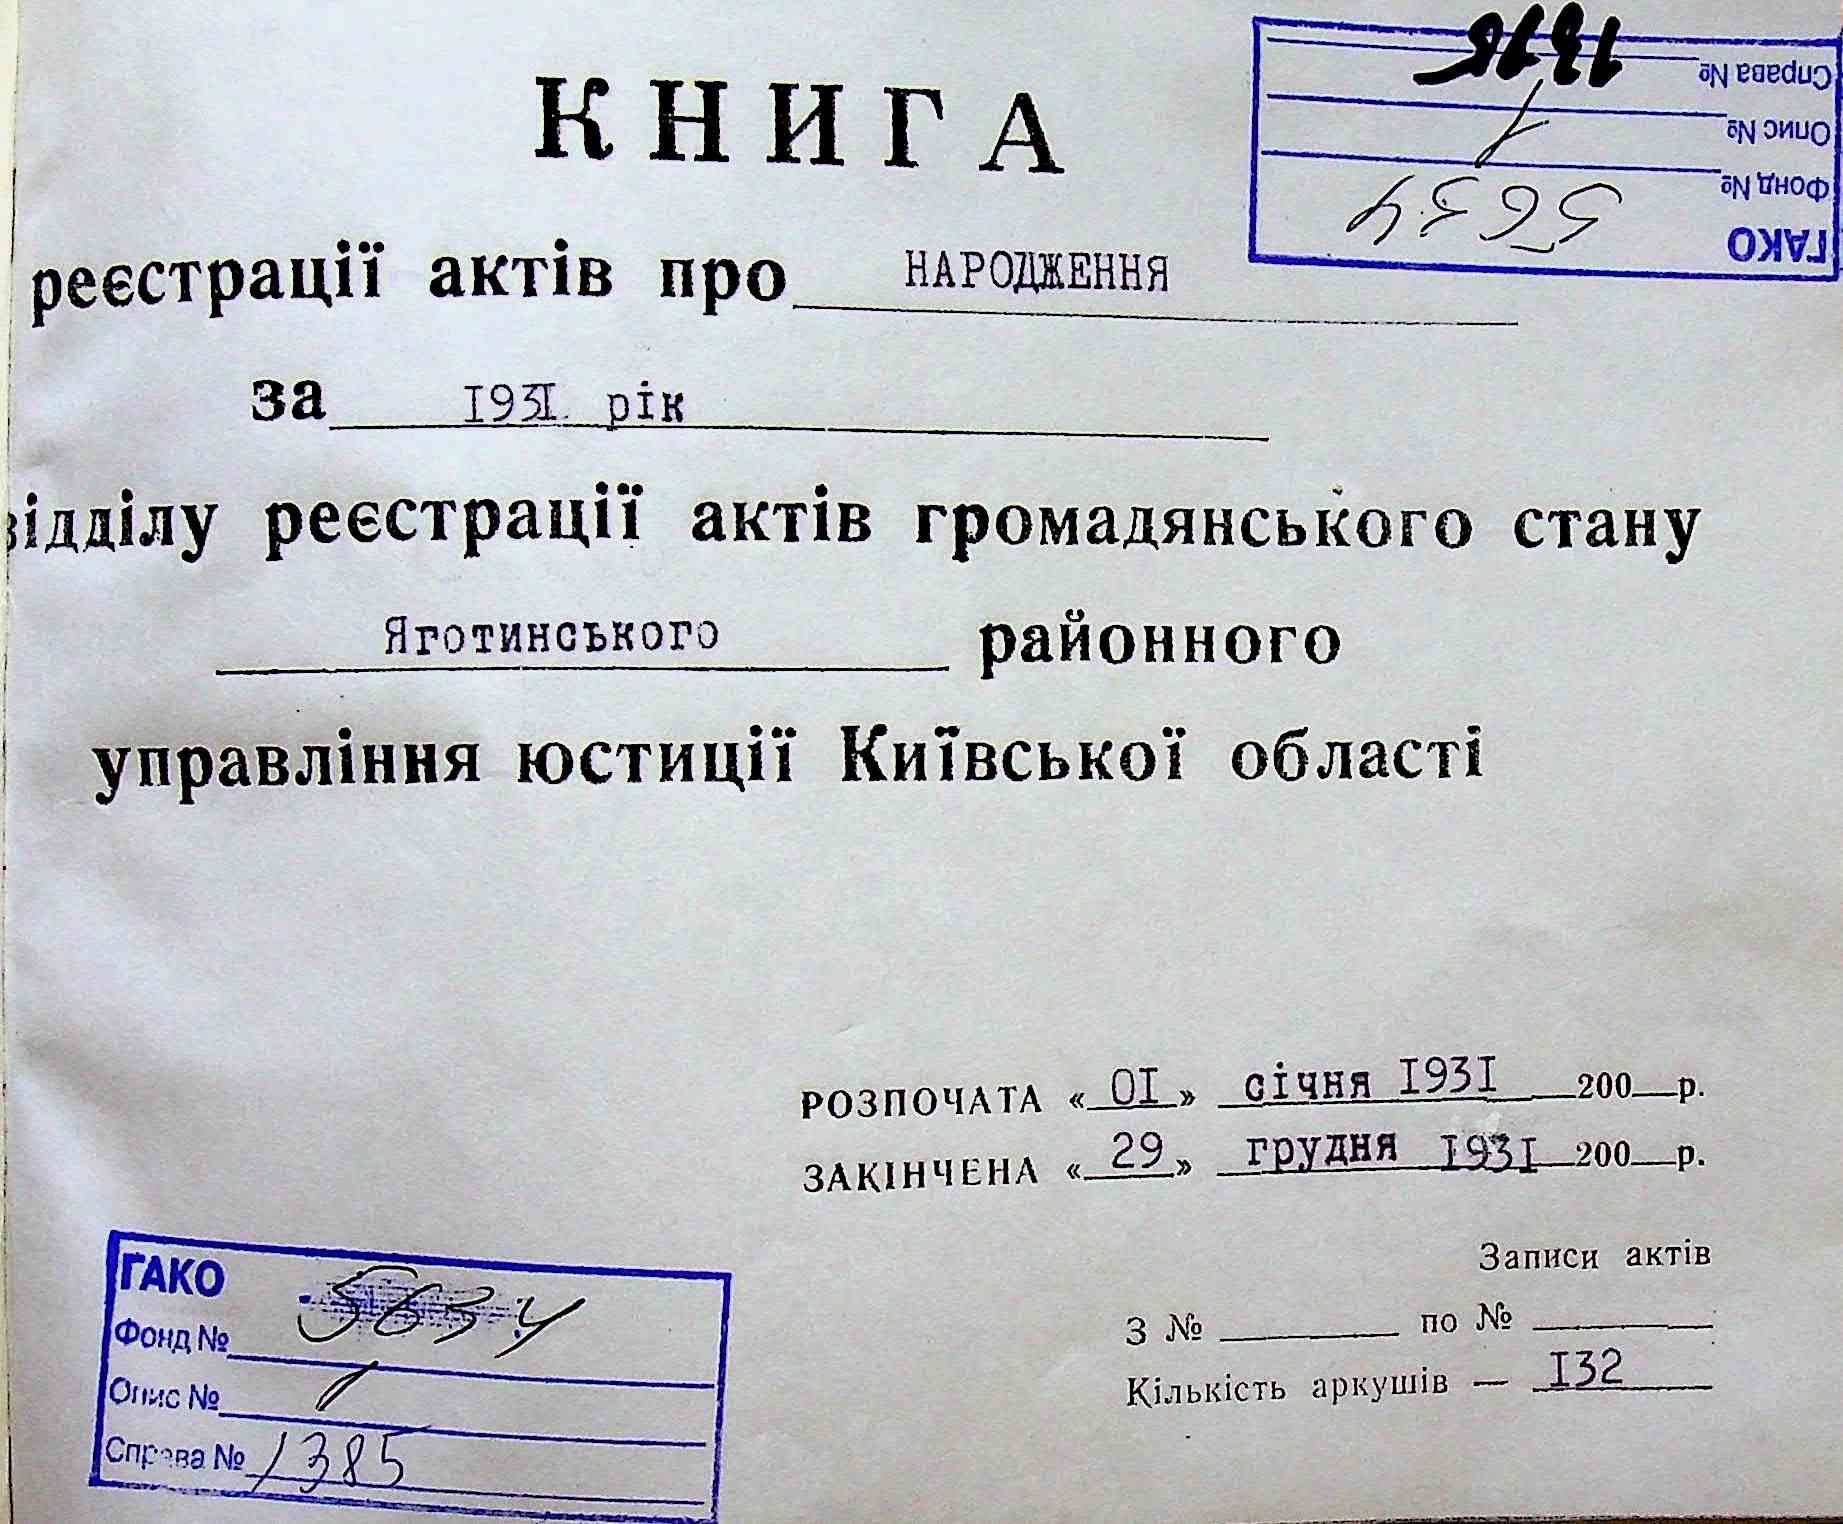 КНИГА
реєстрації актів про НАРОДЖЕННЯ
за 1931 рік
відділу реєстрації актів громадянського стану
Яготинського районного
управління юстиції Київської області
РОЗПОЧАТА «01» січня 1931 200 р.
ЗАКІНЧЕНА «29» грудня 1931 200 р.
Записи актів
З № по №
Кількість аркушів — 132
ГАКО
Фонд № 5634
Опис № 1
Справа № 1385
ГАКО
Фонд № 5634
Опис № 1
Справа №